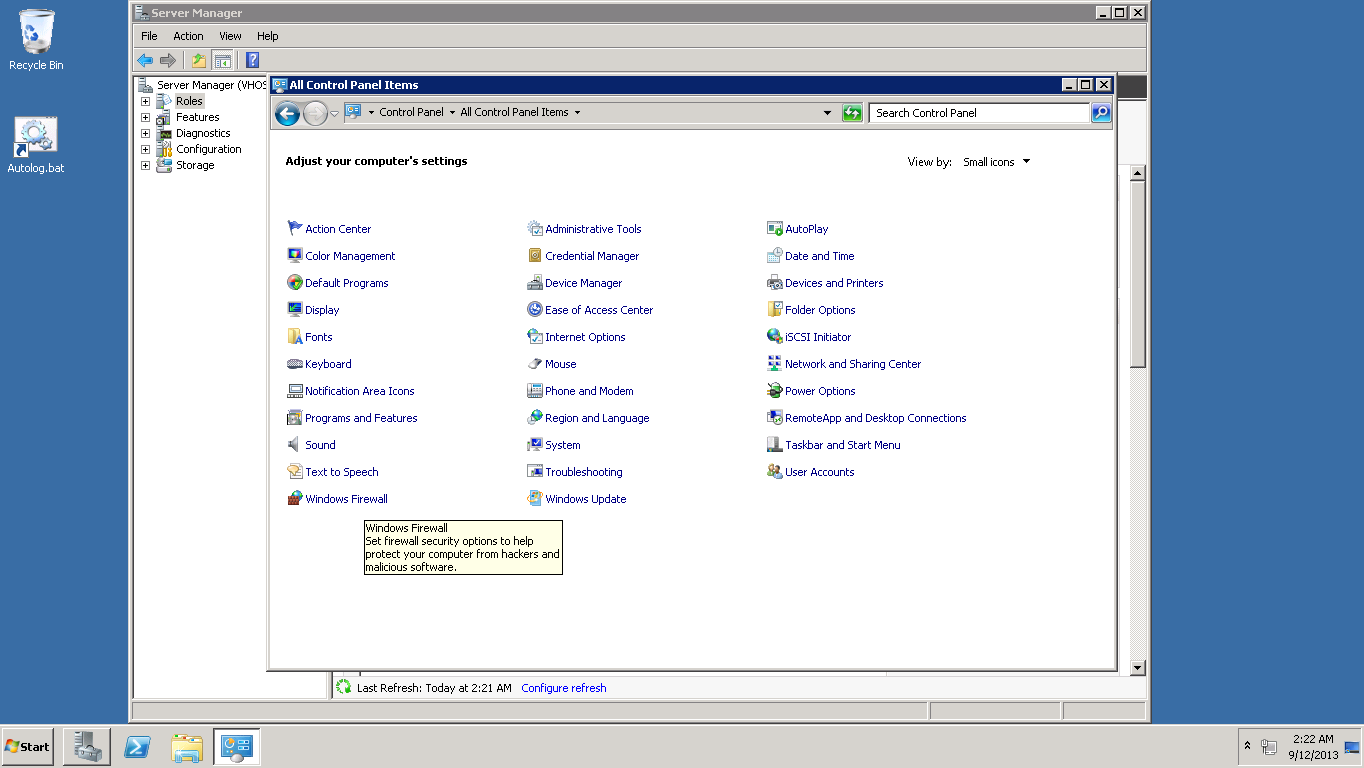 Recycle Bin
Autolog.bat
Server Manager
File Action View Help
Server Manager (VHOS
Roles
Features
Diagnostics
Configuration
Storage
All Control Panel Items
Control Panel All Control Panel Items
Search Control Panel
Adjust your computer's settings
View by: Small icons
Action Center Administrative Tools AutoPlay
Color Management Credential Manager Date and Time
Default Programs Device Manager Devices and Printers
Display Ease of Access Center Folder Options
Fonts Internet Options iSCSI Initiator
Keyboard Mouse Network and Sharing Center
Notification Area Icons Phone and Modem Power Options
Programs and Features Region and Language RemoteApp and Desktop Connections
Sound System Taskbar and Start Menu
Text to Speech Troubleshooting User Accounts
Windows Firewall Windows Update
Windows Firewall
Set firewall security options to help
protect your computer from hackers and
malicious software.
Last Refresh: Today at 2:21 AM Configure refresh
Start
2:22 AM
9/12/2013